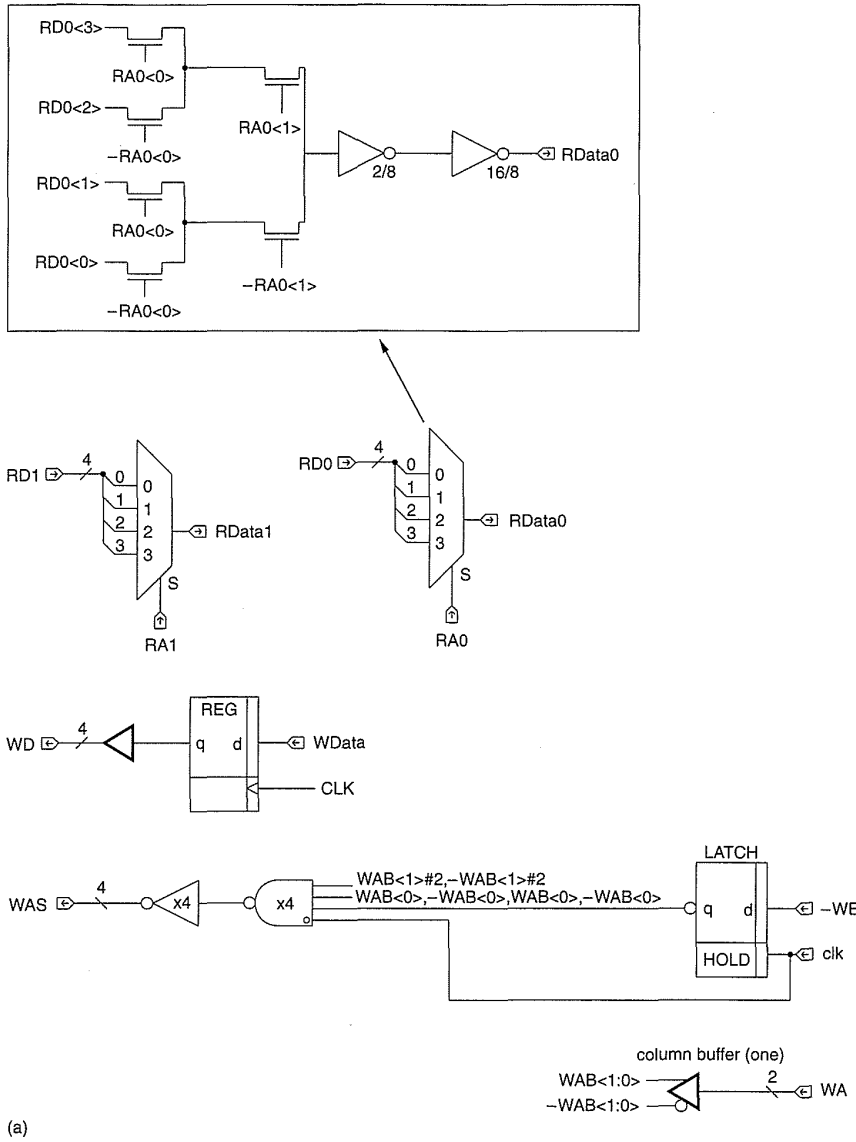 RD0<3>
RA0<0>
RD0<2>
RA0<1>
−RA0<0>
2/8
16/8
RData0
RD0<1>
RA0<0>
RD0<0>
−RA0<1>
−RA0<0>
RD1
4
0
0
1
1
2
2
3
3
RData1
S
RA1
RD0
4
0
0
1
1
2
2
3
3
RData0
S
RA0
REG
WD
4
q
d
WData
CLK
LATCH
WAS
4
x4
x4
WAB<1>#2,−WAB<1>#2
WAB<0>,−WAB<0>,WAB<0>,−WAB<0>
q
d
−WE
HOLD
clk
column buffer (one)
WAB<1:0>
2
WA
−WAB<1:0>
(a)